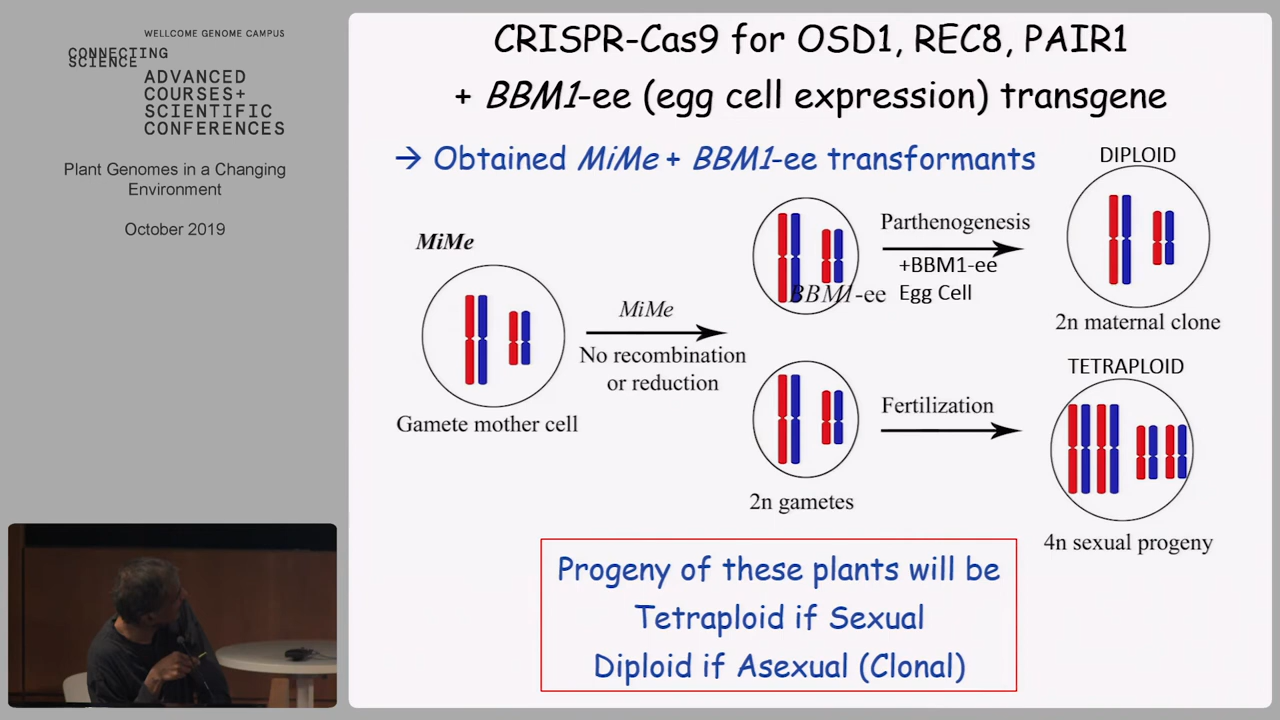 WELLCOME GENOME CAMPUS
CONNECTING
SCIENCE
ADVANCED
COURSES+
SCIENTIFIC
CONFERENCES
Plant Genomes in a Changing
Environment
October 2019
CRISPR-Cas9 for OSD1, REC8, PAIR1
+ BBM1-ee (egg cell expression) transgene
→ Obtained MiMe + BBM1-ee transformants
MiMe
Gamete mother cell
MiMe
No recombination
or reduction
BBM1-ee
2n gametes
Parthenogenesis
+BBM1-ee
Egg Cell
Fertilization
DIPLOID
2n maternal clone
TETRAPLOID
4n sexual progeny
Progeny of these plants will be
Tetraploid if Sexual
Diploid if Asexual (Clonal)